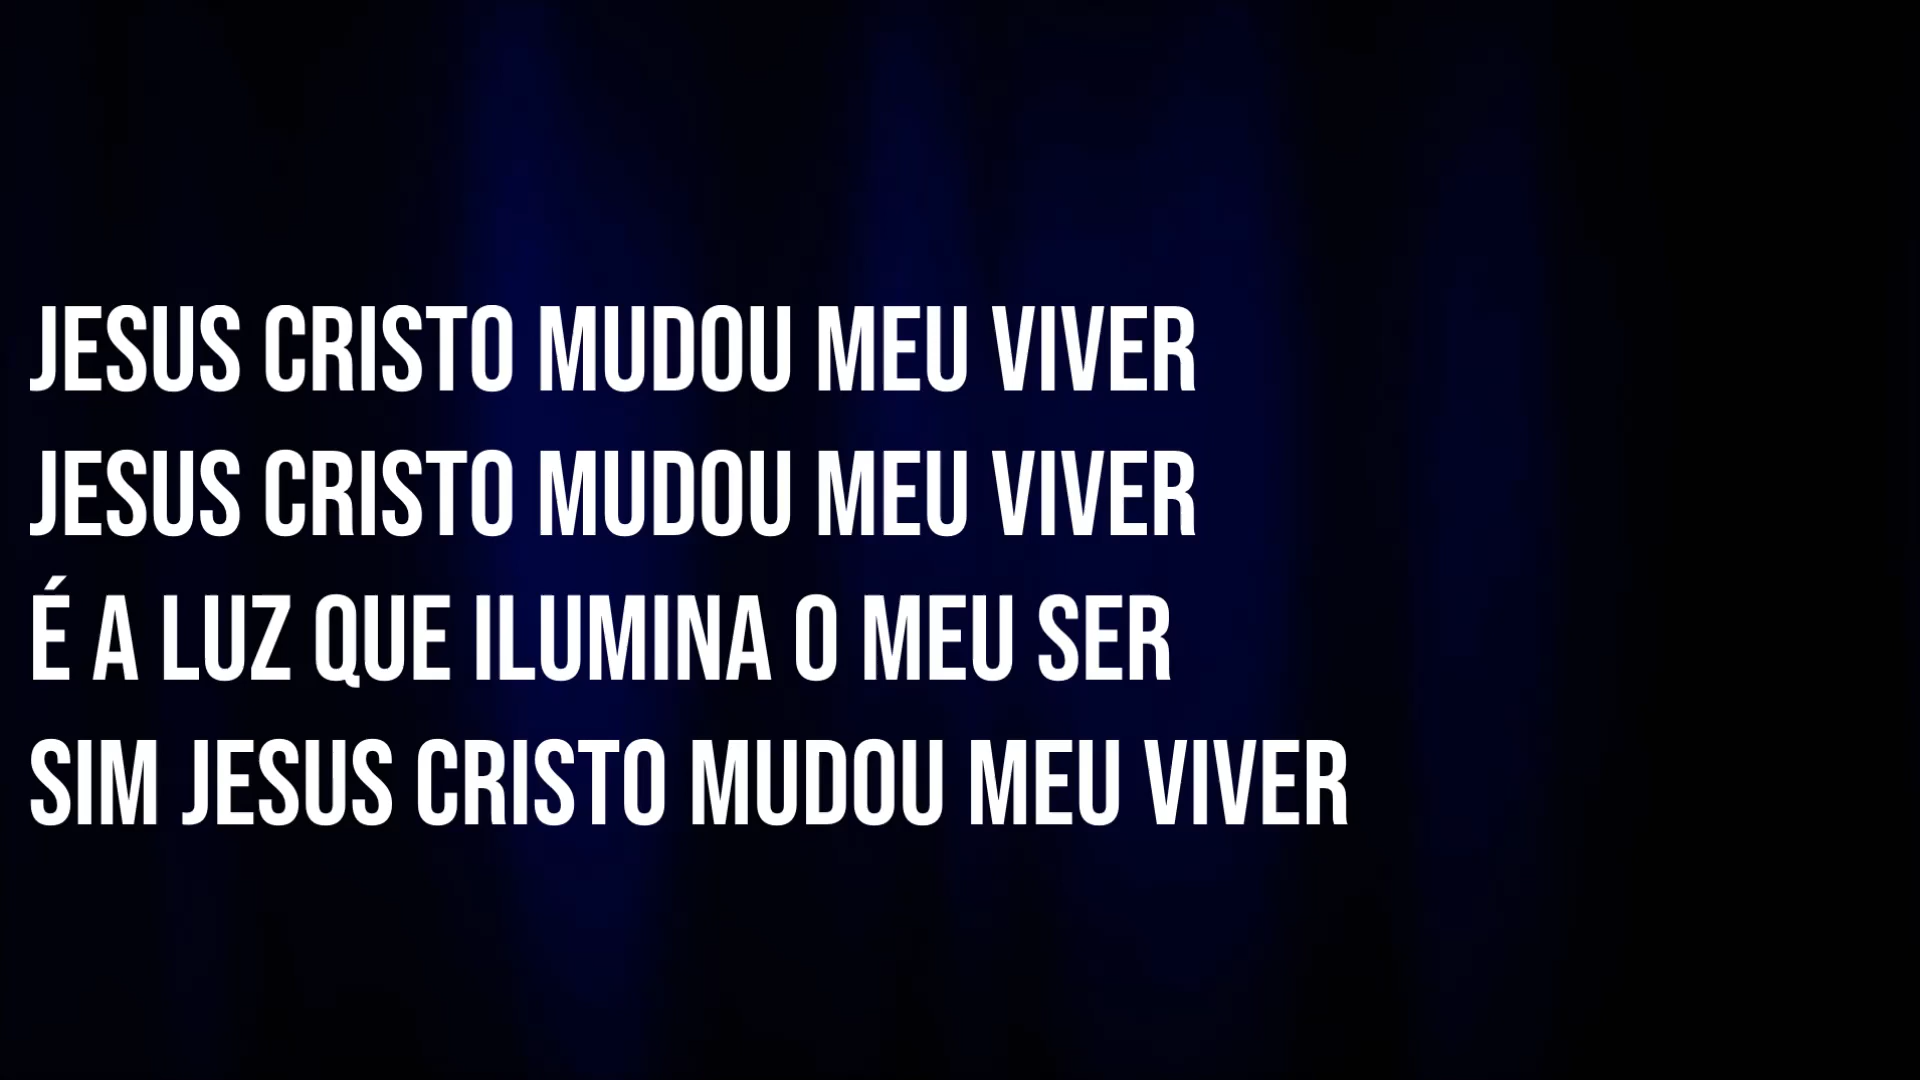 JESUS CRISTO MUDOU MEU VIVER
JESUS CRISTO MUDOU MEU VIVER
É A LUZ QUE ILUMINA O MEU SER
SIM JESUS CRISTO MUDOU MEU VIVER